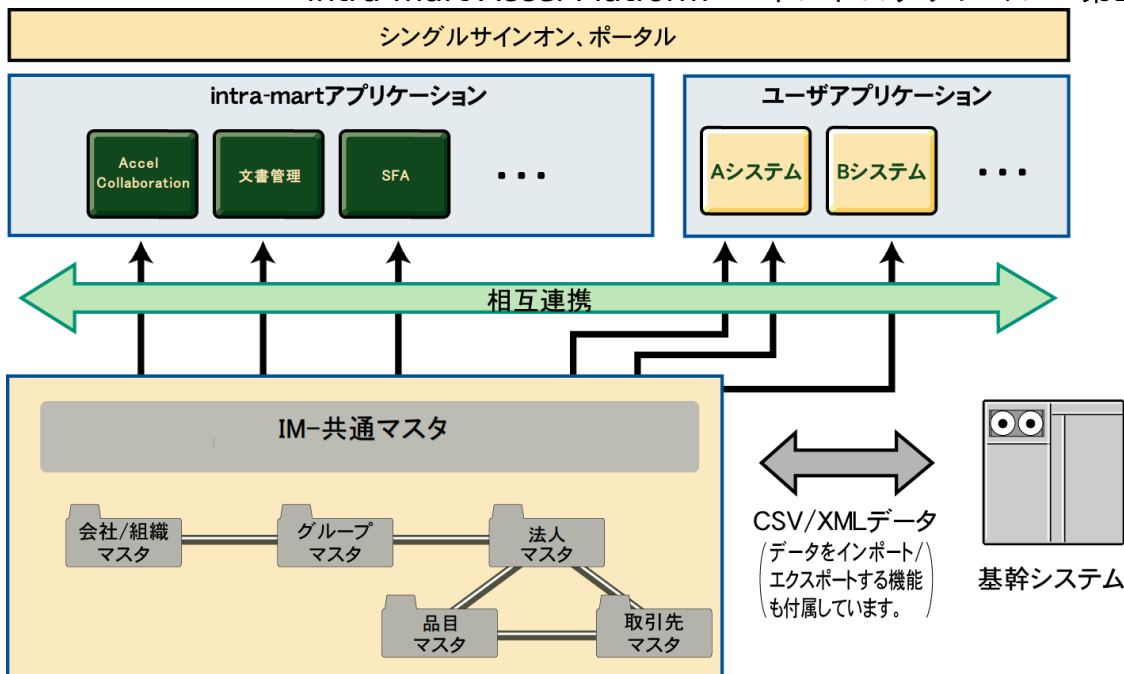 シングルサインオン、ポータル
intra-martアプリケーション
ユーザアプリケーション
Accel
Collaboration
文書管理
SFA
・・・
Aシステム
Bシステム
・・・
相互連携
IM-共通マスタ
会社/組織
マスタ
グループ
マスタ
法人
マスタ
品目
マスタ
取引先
マスタ
CSV/XMLデータ
(データをインポート/
エクスポートする機能
も付属しています。)
基幹システム